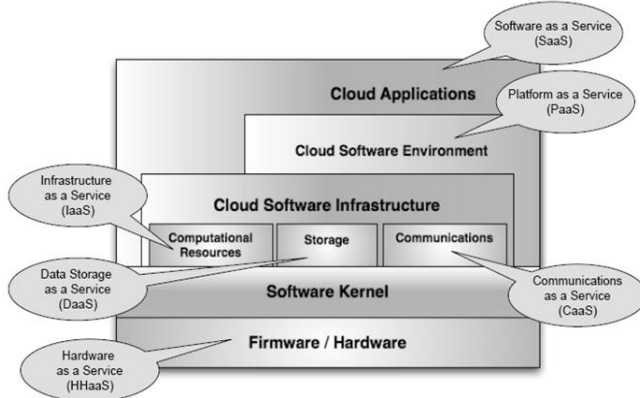 Software as a Service
(SaaS)
Cloud Applications
Platform as a Service
(PaaS)
Cloud Software Environment
Infrastructure
as a Service
(IaaS)
Cloud Software Infrastructure
Computational
Resources
Storage
Communications
Data Storage
as a Service
(DaaS)
Software Kernel
Communications
as a Service
(CaaS)
Firmware / Hardware
Hardware
as a Service
(HHaaS)